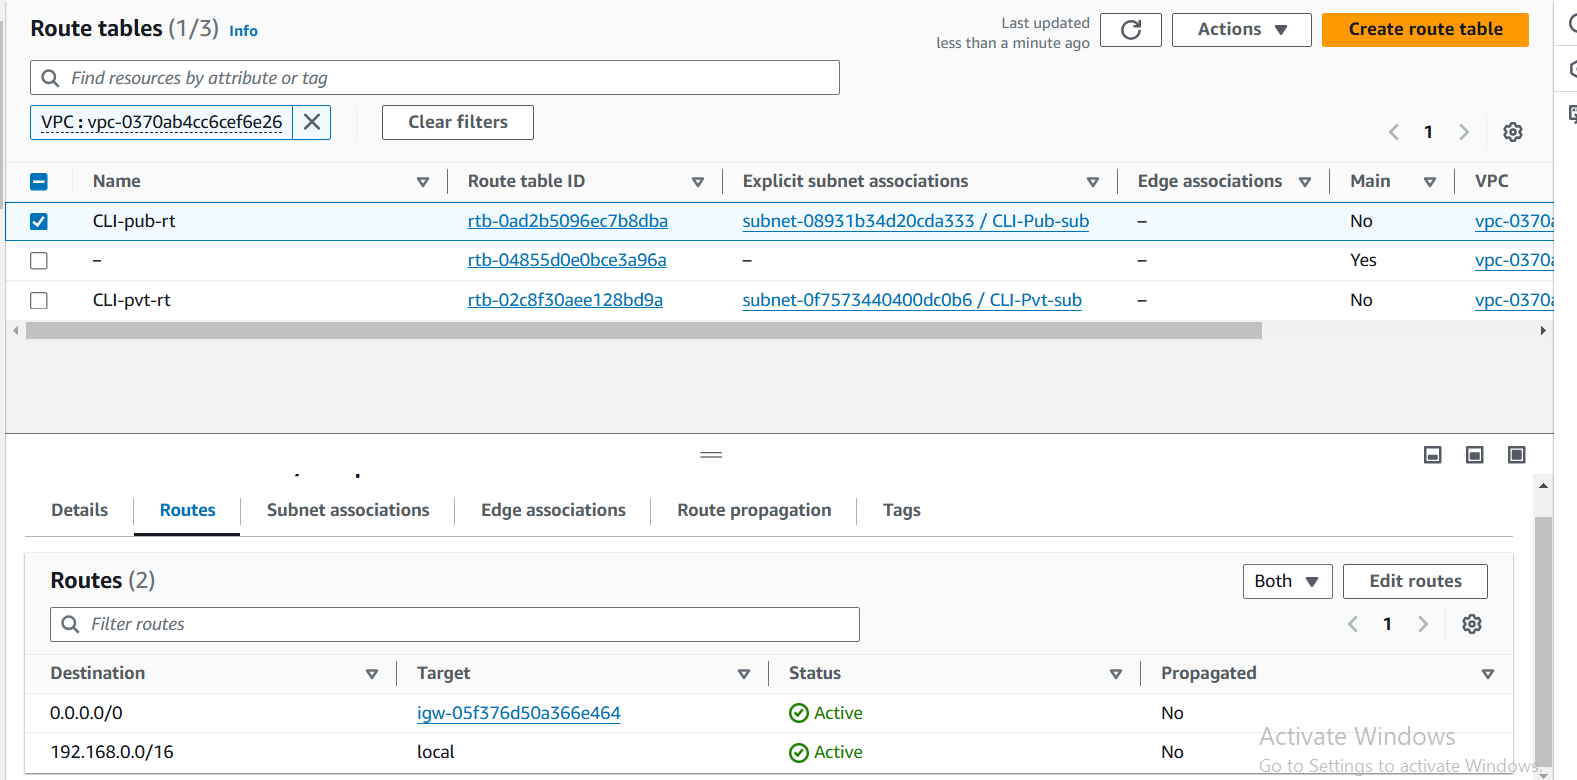 Route tables (1/3) Info
Last updated
less than a minute ago
Actions
Create route table
Find resources by attribute or tag
VPC : vpc-0370ab4cc6cef6e26
Clear filters
1
Name Route table ID Explicit subnet associations Edge associations Main VPC
CLI-pub-rt rtb-0ad2b5096ec7b8dba subnet-08931b34d20cda333 / CLI-Pub-sub – No vpc-0370a
– rtb-04855d0e0bce3a96a – – Yes vpc-0370a
CLI-pvt-rt rtb-02c8f30aee128bd9a subnet-0f7573440400dc0b6 / CLI-Pvt-sub – No vpc-0370a
Details Routes Subnet associations Edge associations Route propagation Tags
Routes (2)
Both
Edit routes
Filter routes
1
Destination Target Status Propagated
0.0.0.0/0 igw-05f376d50a366e464 Active No
192.168.0.0/16 local Active No
Activate Windows
Go to Settings to activate Windows.